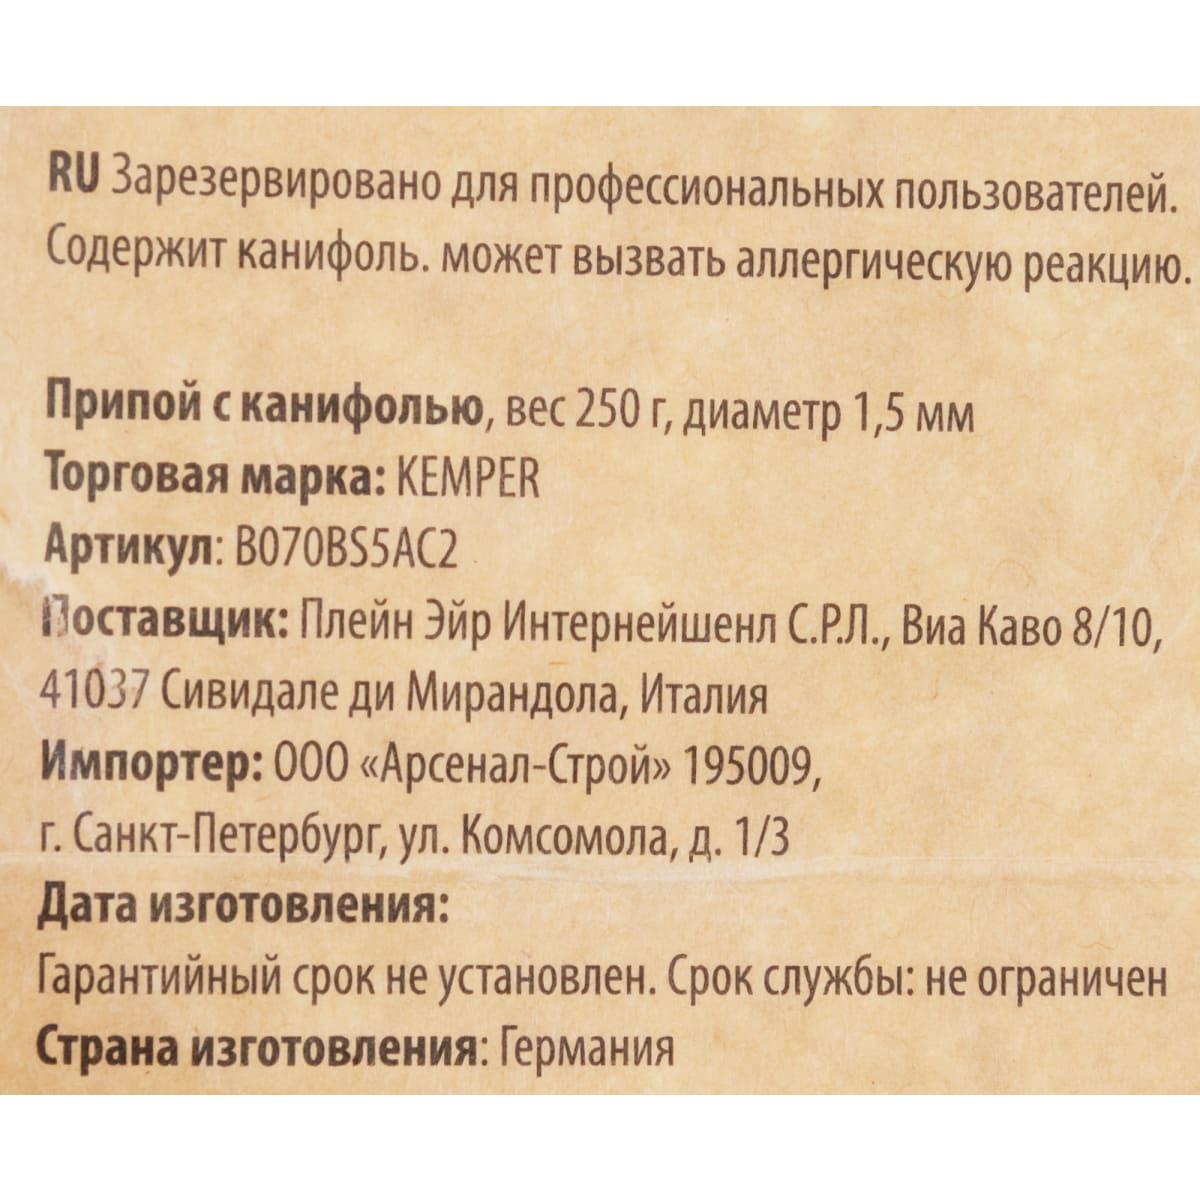 RU Зарезервировано для профессиональных пользователей.
Содержит канифоль. может вызвать аллергическую реакцию.
Припой с канифолью, вес 250 г, диаметр 1,5 мм
Торговая марка: KEMPER
Артикул: B070BS5AC2
Поставщик: Плейн Эйр Интернейшенл С.Р.Л., Виа Каво 8/10,
41037 Сивидале ди Мирандола, Италия
Импортер: ООО «Арсенал-Строй» 195009,
г. Санкт-Петербург, ул. Комсомола, д. 1/3
Дата изготовления:
Гарантийный срок не установлен. Срок службы: не ограничен
Страна изготовления: Германия